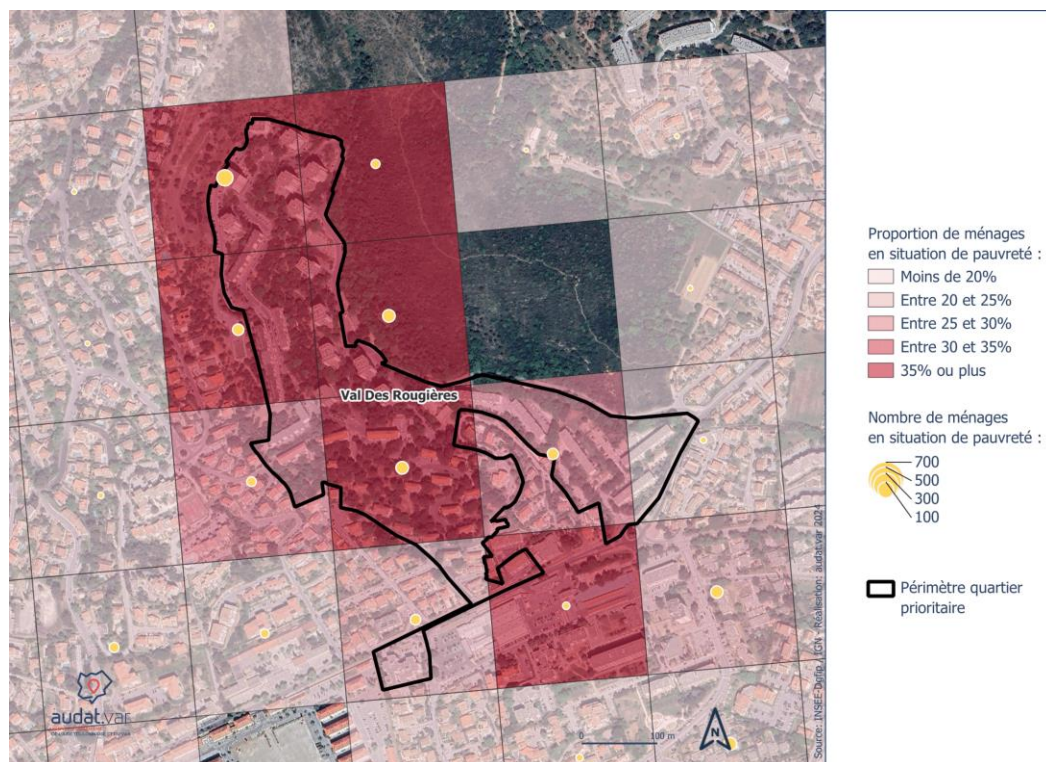 Val Des Rougières
Proportion de ménages
en situation de pauvreté :
Moins de 20%
Entre 20 et 25%
Entre 25 et 30%
Entre 30 et 35%
35% ou plus
Nombre de ménages
en situation de pauvreté :
700
500
300
100
Périmètre quartier
prioritaire
audat.var
0 100 m
N
Source: INSEE-Dgfip / IGN - Réalisation: audat.var 2024